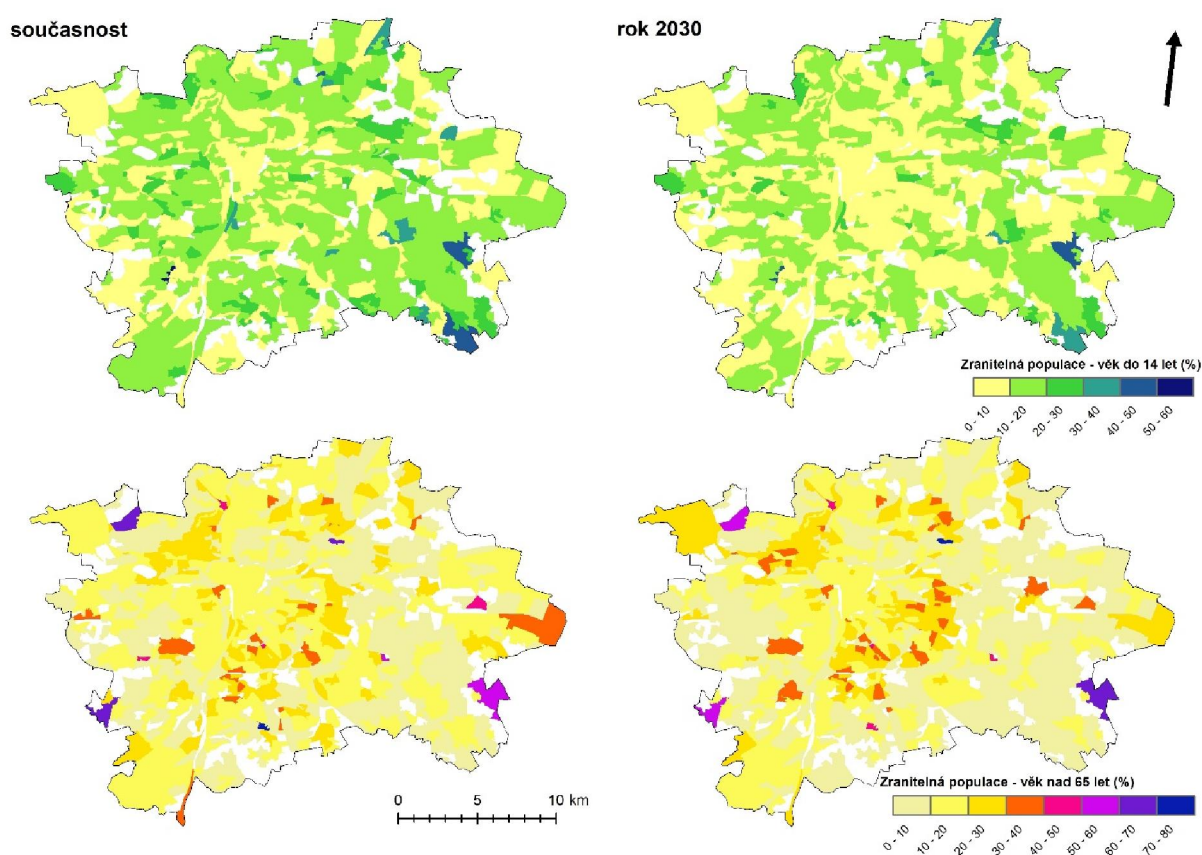 současnost
rok 2030
Zranitelná populace - věk do 14 let (%)
0 - 10
10 - 20
20 - 30
30 - 40
40 - 50
50 - 60
0
5
10 km
Zranitelná populace - věk nad 65 let (%)
0 - 10
10 - 20
20 - 30
30 - 40
40 - 50
50 - 60
60 - 70
70 - 80